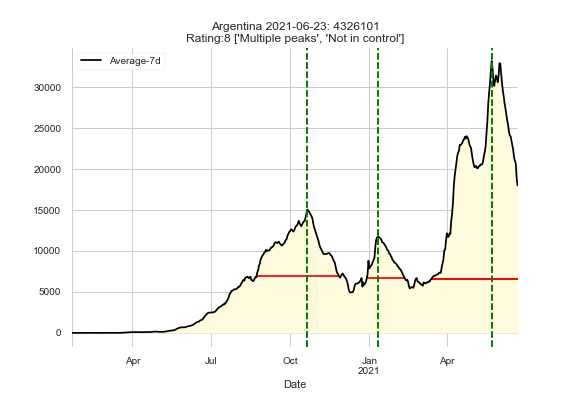 Argentina 2021-06-23: 4326101
Rating:8 ['Multiple peaks', 'Not in control']
Average-7d
30000
25000
20000
15000
10000
5000
0
Apr
Jul
Oct
Jan
2021
Apr
Date